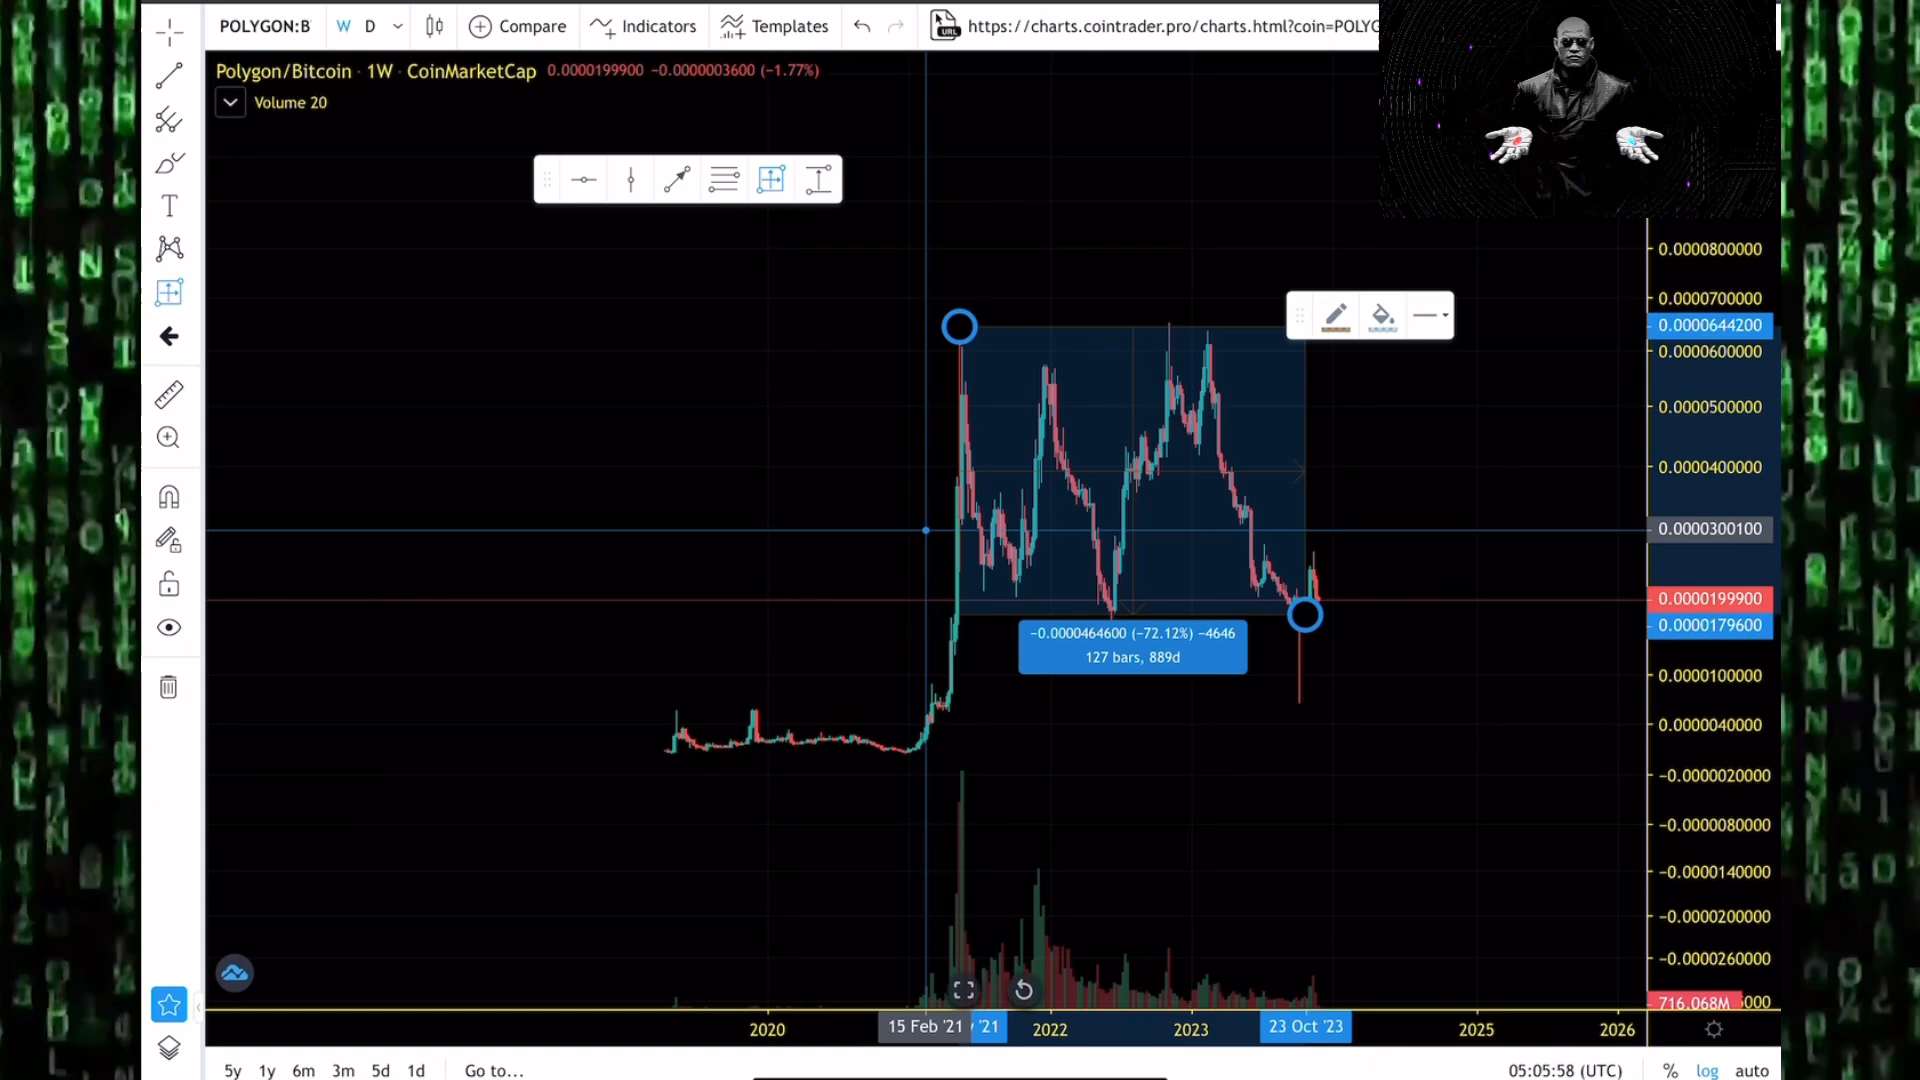 POLYGON:B W D Compare Indicators Templates https://charts.cointrader.pro/charts.html?coin=POLYG
URL
Polygon/Bitcoin · 1W · CoinMarketCap 0.0000199900 −0.0000003600 (−1.77%)
Volume 20
0.0000800000
0.0000700000
0.0000644200
0.0000600000
0.0000500000
0.0000400000
0.0000300100
0.0000199900
0.0000179600
−0.0000464600 (−72.12%) −4646
127 bars, 889d
0.0000100000
0.0000040000
−0.0000020000
−0.0000080000
−0.0000140000
−0.0000200000
−0.0000260000
716.068M
2020 15 Feb '21 '21 2022 2023 23 Oct '23 2025 2026
5y 1y 6m 3m 5d 1d Go to... 05:05:58 (UTC) % log auto